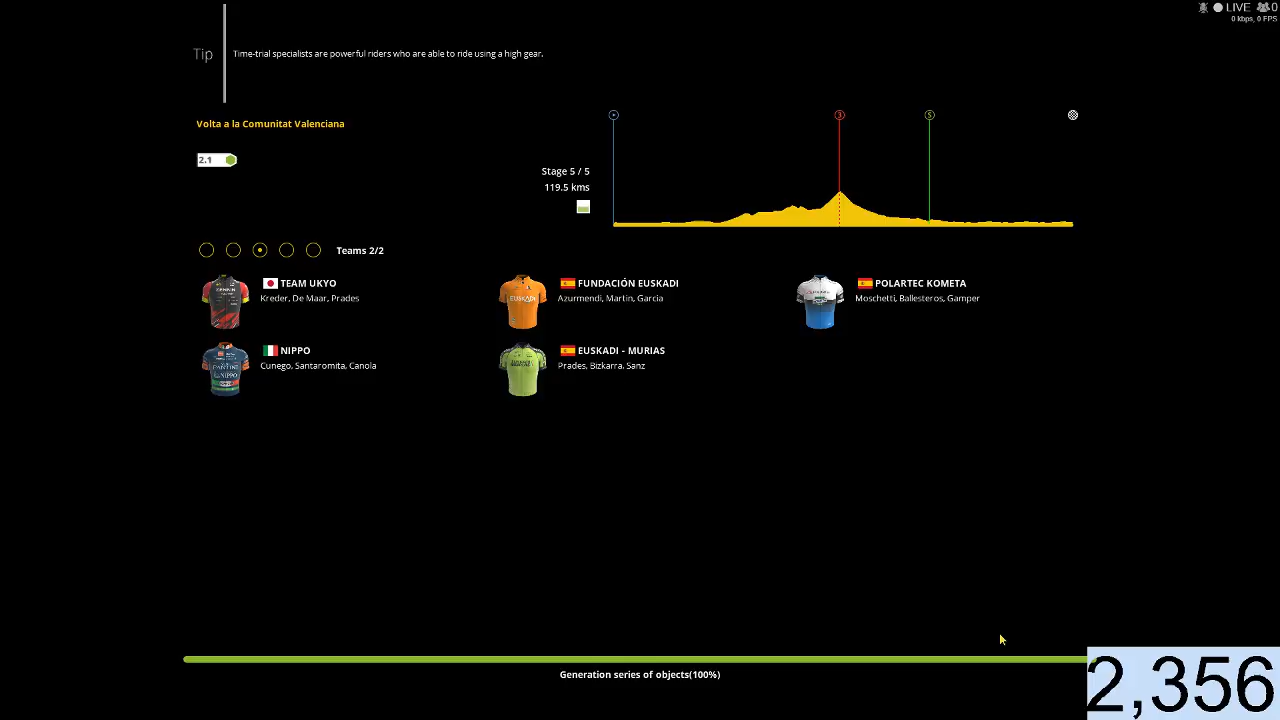 LIVE 0
0 kbps, 0 FPS
Tip
Time-trial specialists are powerful riders who are able to ride using a high gear.
Volta a la Comunitat Valenciana
2.1
Stage 5 / 5
119.5 kms
3
S
Teams 2/2
TEAM UKYO
Kreder, De Maar, Prades
FUNDACIÓN EUSKADI
Azurmendi, Martin, Garcia
POLARTEC KOMETA
Moschetti, Ballesteros, Gamper
NIPPO
Cunego, Santaromita, Canola
EUSKADI - MURIAS
Prades, Bizkarra, Sanz
Generation series of objects(100%)
2,356